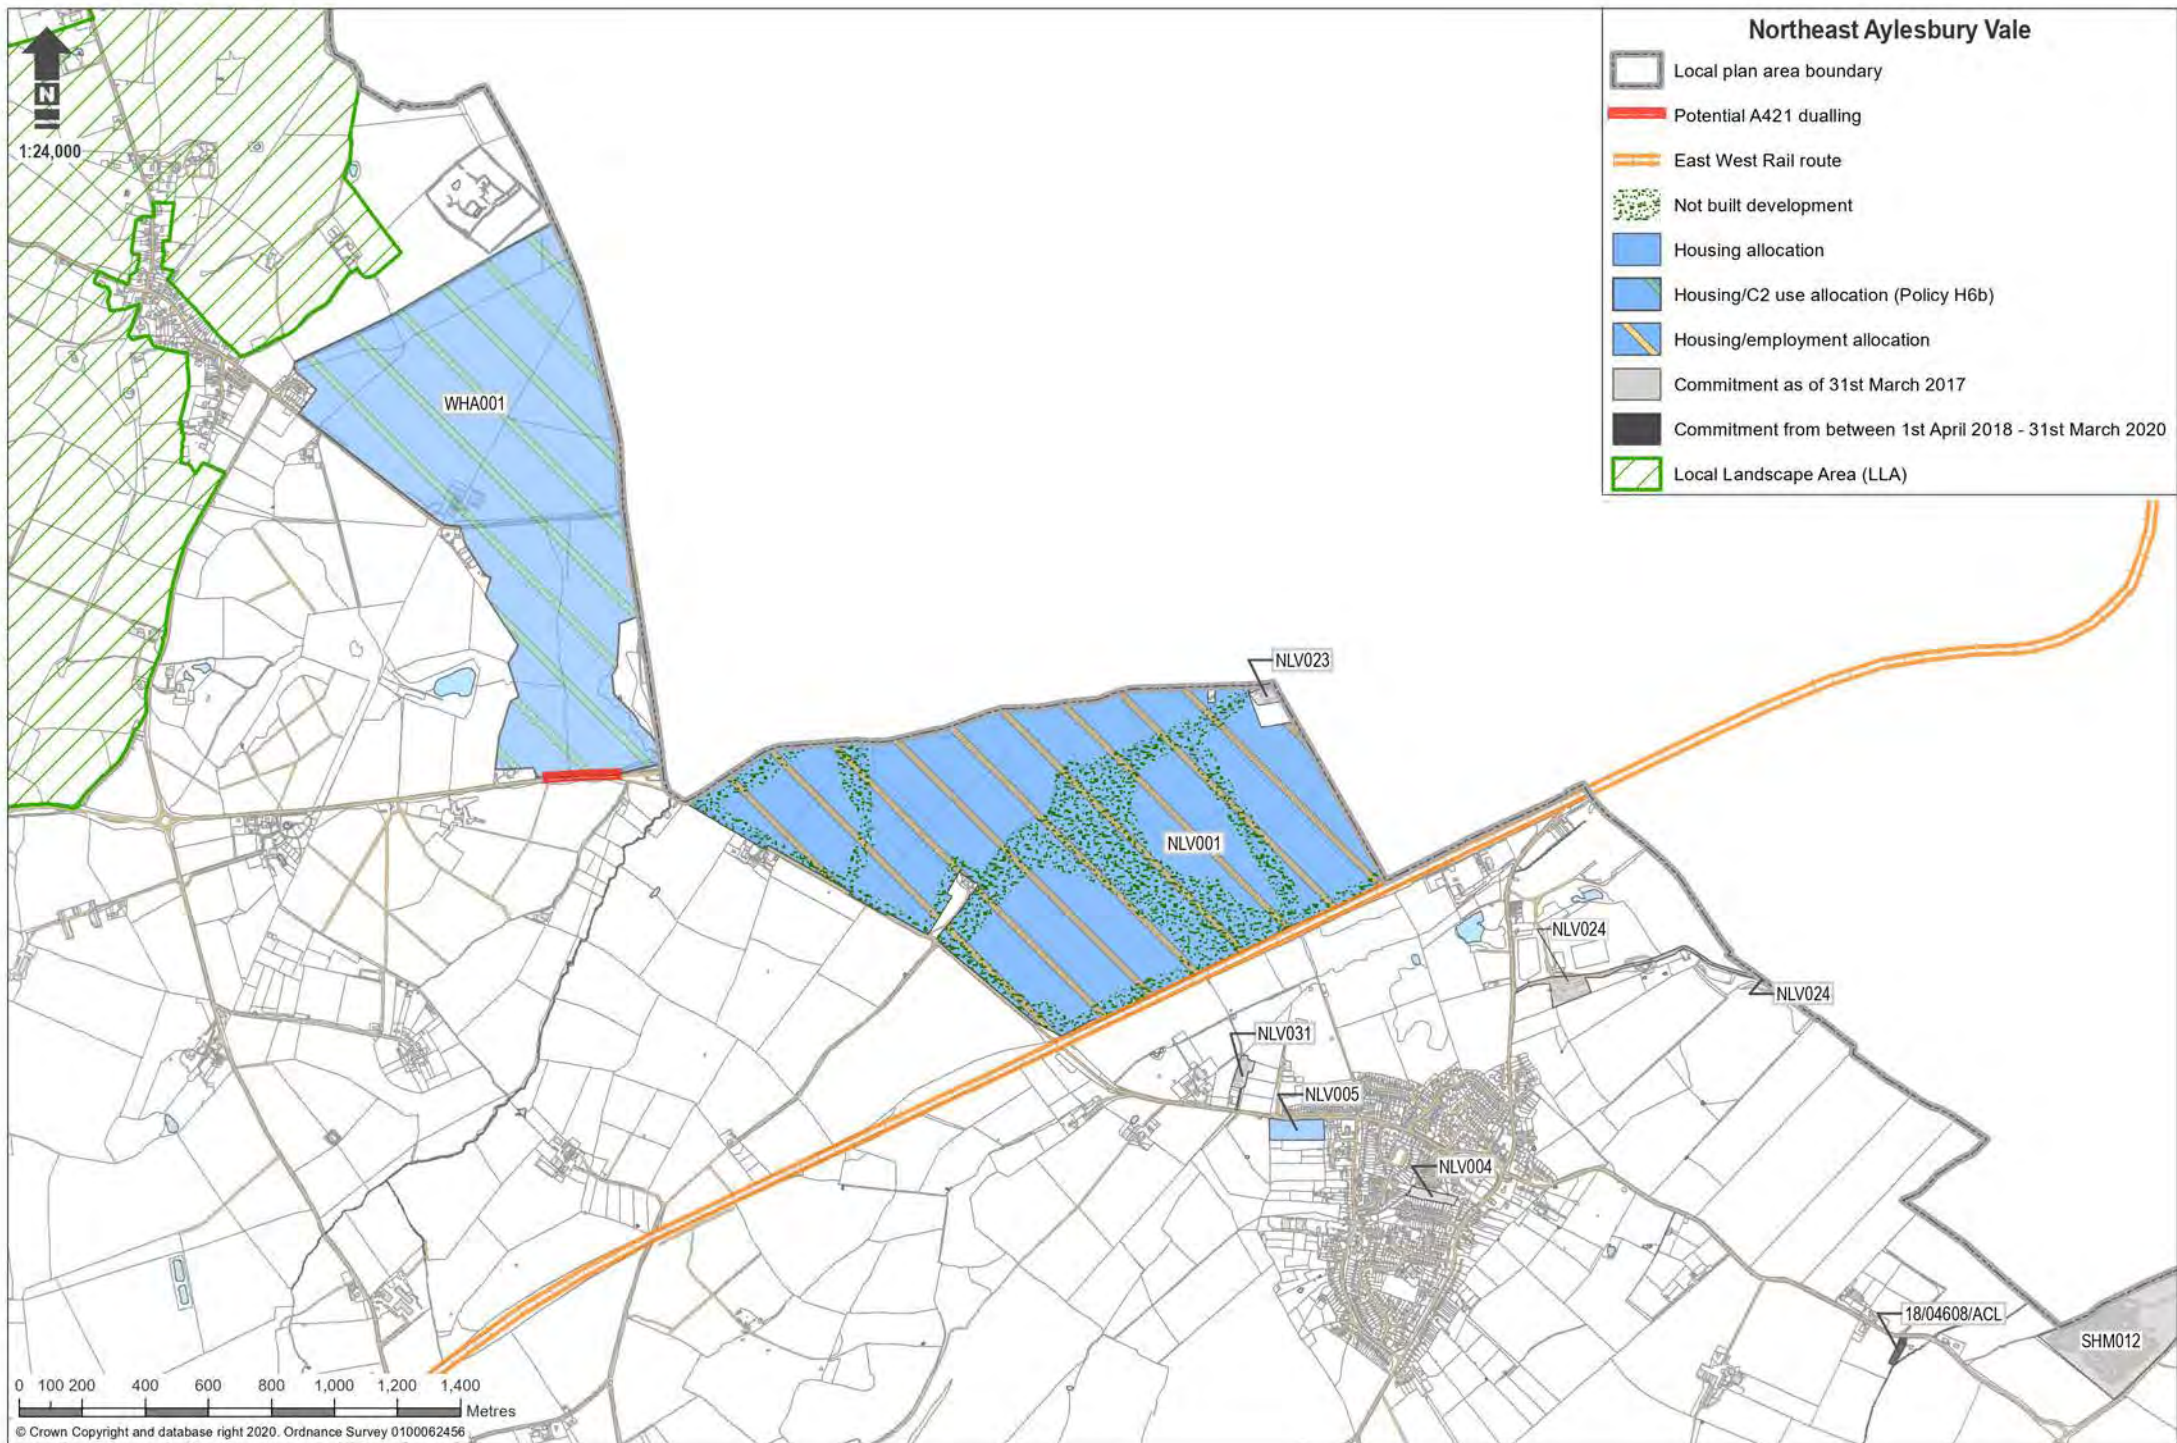 Northeast Aylesbury Vale
Local plan area boundary
Potential A421 dualling
East West Rail route
Not built development
Housing allocation
Housing/C2 use allocation (Policy H6b)
Housing/employment allocation
Commitment as of 31st March 2017
Commitment from between 1st April 2018 - 31st March 2020
Local Landscape Area (LLA)
N
1:24,000
WHA001
NLV023
NLV001
NLV024
NLV024
NLV031
NLV005
NLV004
18/04608/ACL
SHM012
0 100 200 400 600 800 1,000 1,200 1,400
Metres
© Crown Copyright and database right 2020. Ordnance Survey 0100062456